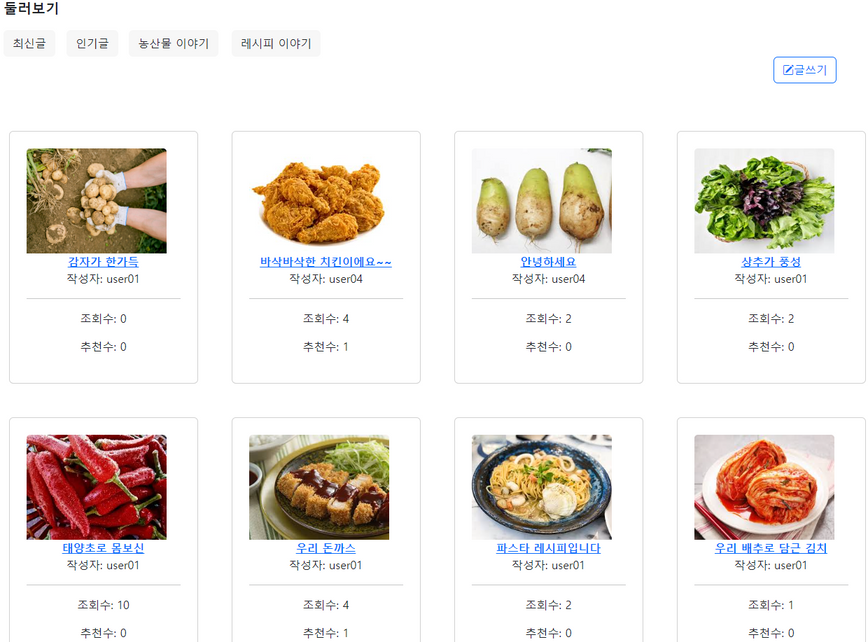 둘러보기
최신글 인기글 농산물 이야기 레시피 이야기
글쓰기
감자가 한가득 바삭바삭한 치킨이에요~~ 안녕하세요 상추가 풍성
작성자: user01 작성자: user04 작성자: user04 작성자: user01
조회수: 0 조회수: 4 조회수: 2 조회수: 2
추천수: 0 추천수: 1 추천수: 0 추천수: 0
태양초로 몸보신 우리 돈까스 파스타 레시피입니다 우리 배추로 담근 김치
작성자: user01 작성자: user01 작성자: user01 작성자: user01
조회수: 10 조회수: 4 조회수: 2 조회수: 1
추천수: 0 추천수: 1 추천수: 0 추천수: 0